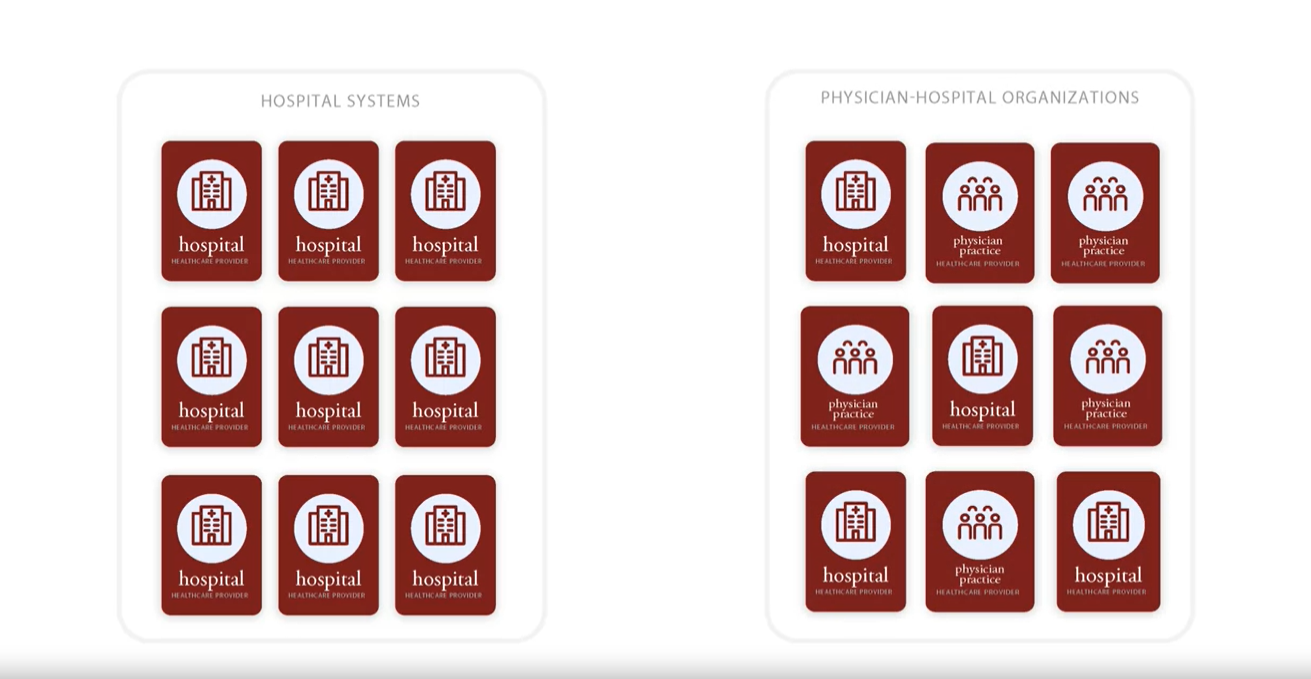 HOSPITAL SYSTEMS
hospital
HEALTHCARE PROVIDER
hospital
HEALTHCARE PROVIDER
hospital
HEALTHCARE PROVIDER
hospital
HEALTHCARE PROVIDER
hospital
HEALTHCARE PROVIDER
hospital
HEALTHCARE PROVIDER
hospital
HEALTHCARE PROVIDER
hospital
HEALTHCARE PROVIDER
hospital
HEALTHCARE PROVIDER
PHYSICIAN-HOSPITAL ORGANIZATIONS
hospital
HEALTHCARE PROVIDER
physician
practice
HEALTHCARE PROVIDER
physician
practice
HEALTHCARE PROVIDER
physician
practice
HEALTHCARE PROVIDER
hospital
HEALTHCARE PROVIDER
physician
practice
HEALTHCARE PROVIDER
hospital
HEALTHCARE PROVIDER
physician
practice
HEALTHCARE PROVIDER
hospital
HEALTHCARE PROVIDER